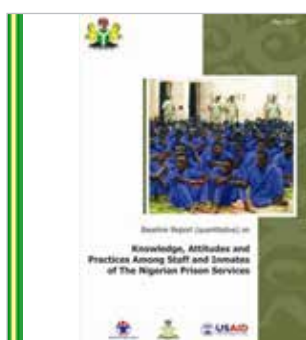 Baseline Report (quantitative) on
Knowledge, Attitudes and
Practices Among Staff and Inmates
of The Nigerian Prison Services
USAID